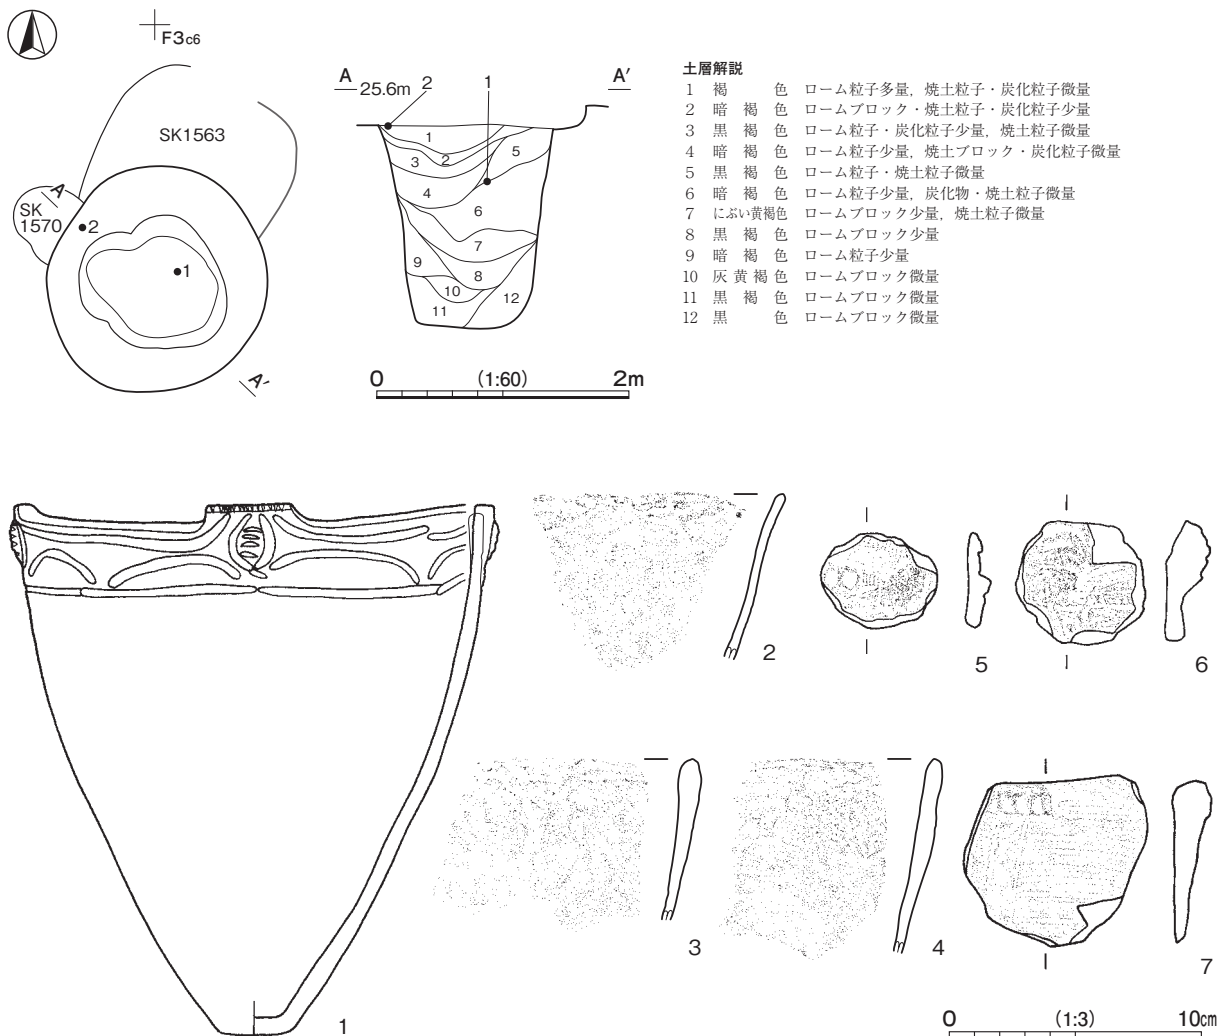 F3c6
SK1563
SK
1570
A
2
1
A′
A
25.6m
2
1
A′
1
2
3
5
4
6
7
9
8
10
12
11
0 (1:60) 2m
土層解説
1 褐色 ローム粒子多量，焼土粒子・炭化粒子微量
2 暗褐色 ロームブロック・焼土粒子・炭化粒子少量
3 黒褐色 ローム粒子・炭化粒子少量，焼土粒子微量
4 暗褐色 ローム粒子少量，焼土ブロック・炭化粒子微量
5 黒褐色 ローム粒子・焼土粒子微量
6 暗褐色 ローム粒子少量，炭化物・焼土粒子微量
7 にぶい黄褐色 ロームブロック少量，焼土粒子微量
8 黒褐色 ロームブロック少量
9 暗褐色 ローム粒子少量
10 灰黄褐色 ロームブロック微量
11 黒褐色 ロームブロック微量
12 黒色 ロームブロック微量
1
2
5
6
3
4
7
0 (1:3) 10cm